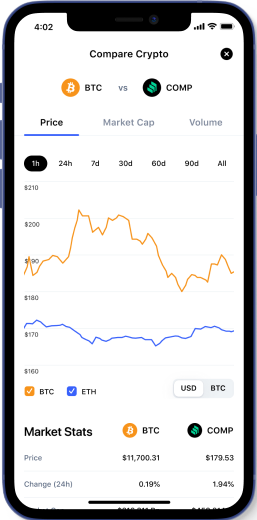 4:02
Compare Crypto
BTC vs COMP
Price Market Cap Volume
1h 24h 7d 30d 60d 90d All
$210
$200
$190
$180
$170
$160
BTC ETH USD BTC
Market Stats BTC COMP
Price $11,700.31 $179.53
Change (24h) 0.19% 1.94%